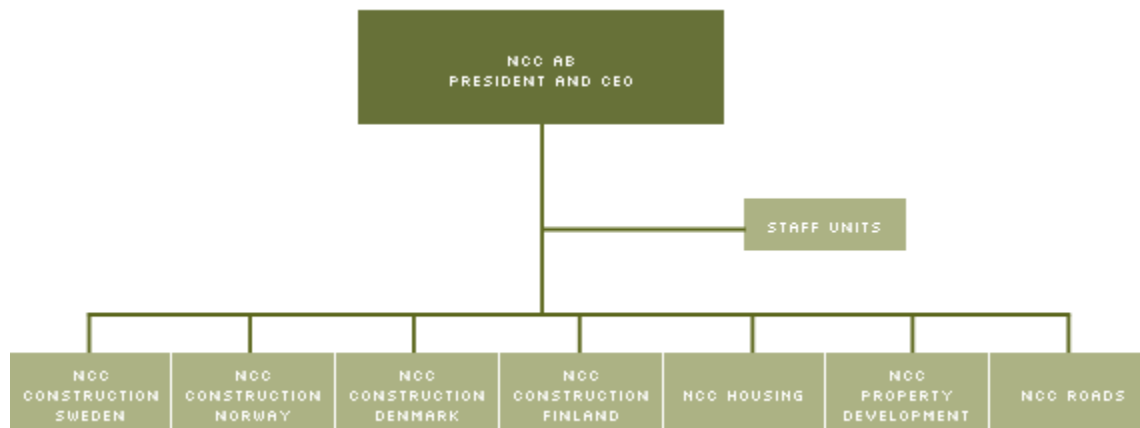 NCC AB
PRESIDENT AND CEO
STAFF UNITS
NCC
CONSTRUCTION
SWEDEN
NCC
CONSTRUCTION
NORWAY
NCC
CONSTRUCTION
DENMARK
NCC
CONSTRUCTION
FINLAND
NCC HOUSING
NCC
PROPERTY
DEVELOPMENT
NCC ROADS